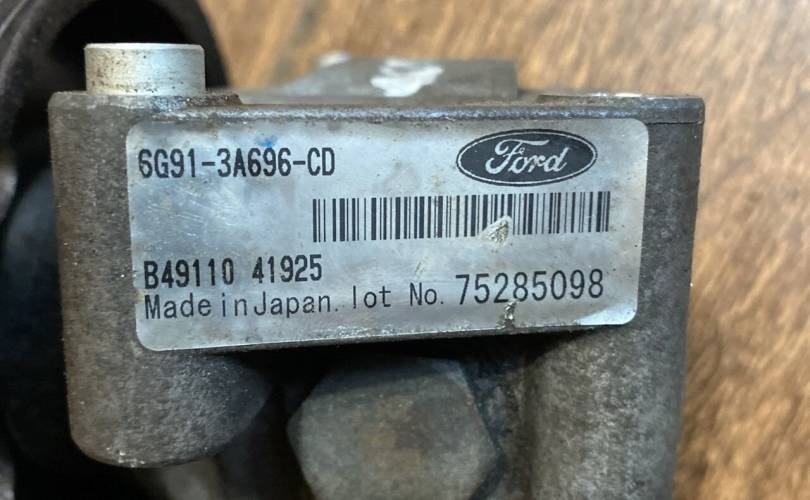 6G91-3A696-CD
Ford
B49110 41925
Made in Japan. lot No. 75285098